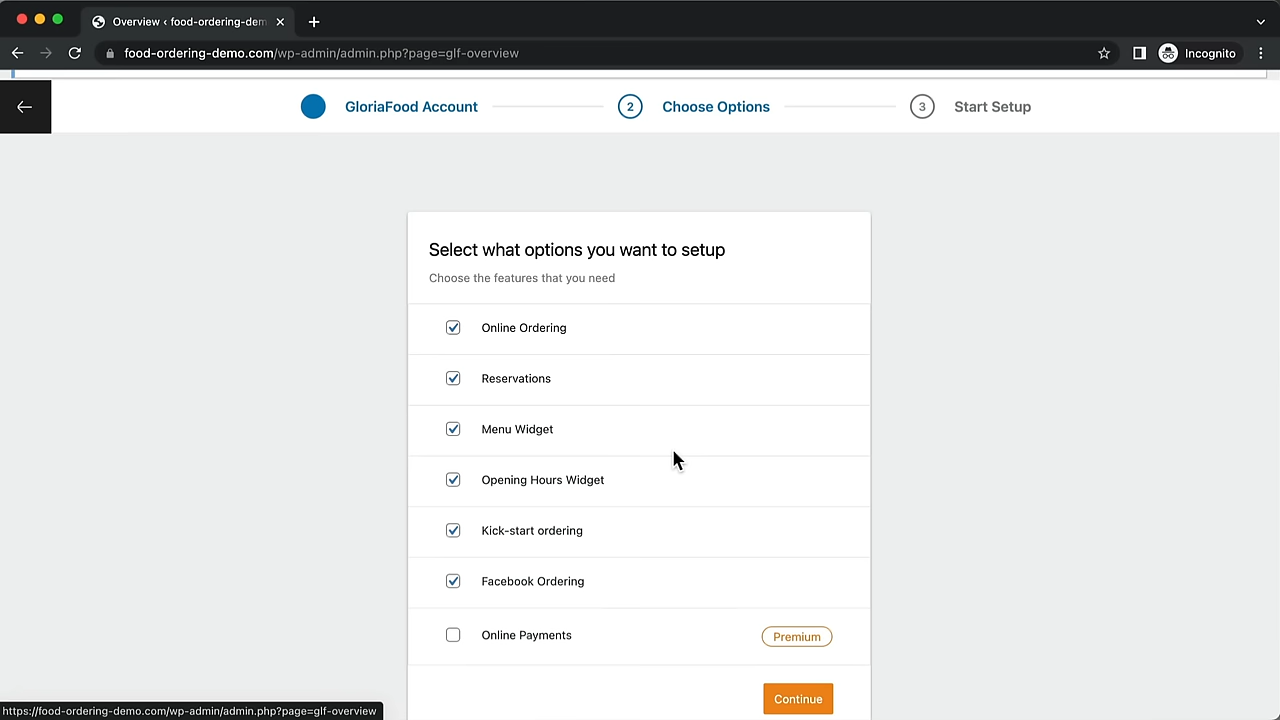 Overview ‹ food-ordering-dem
food-ordering-demo.com/wp-admin/admin.php?page=glf-overview
Incognito
GloriaFood Account
2 Choose Options
3 Start Setup
Select what options you want to setup
Choose the features that you need
Online Ordering
Reservations
Menu Widget
Opening Hours Widget
Kick-start ordering
Facebook Ordering
Online Payments
Premium
Continue
https://food-ordering-demo.com/wp-admin/admin.php?page=glf-overview